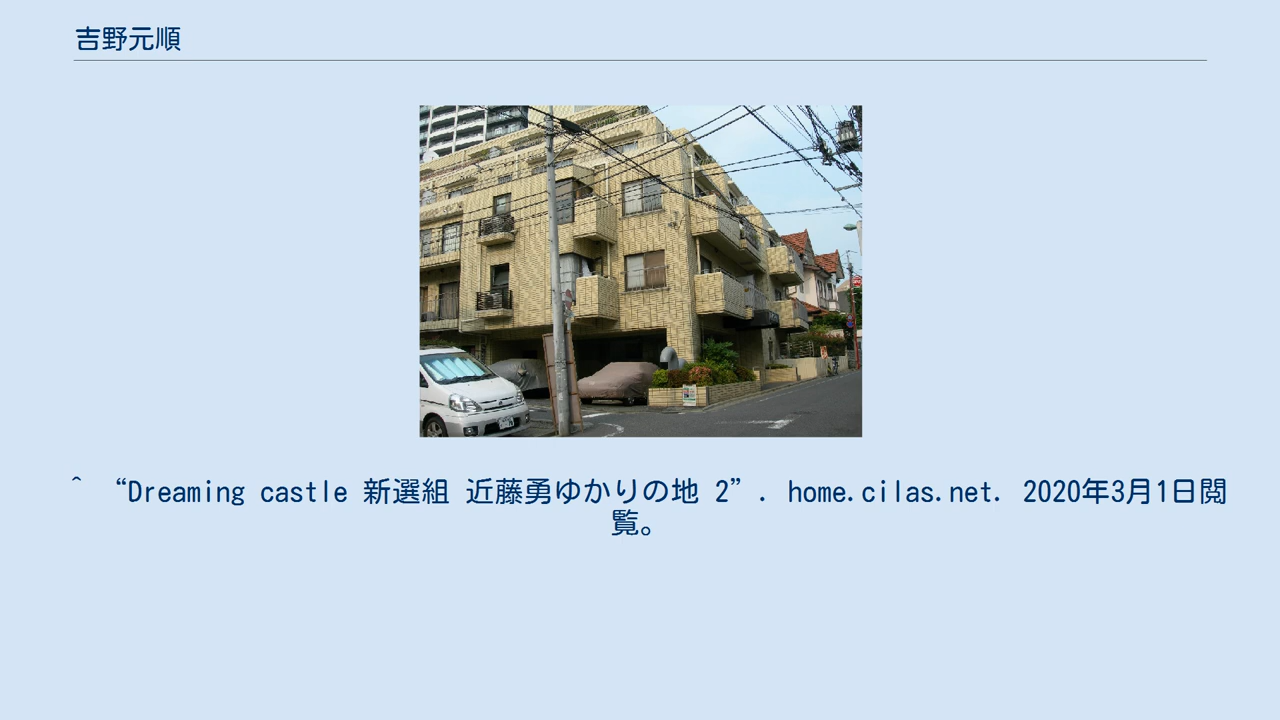 吉野元順
^ “Dreaming castle 新選組 近藤勇ゆかりの地 2”. home.cilas.net. 2020年3月1日閲
覧。